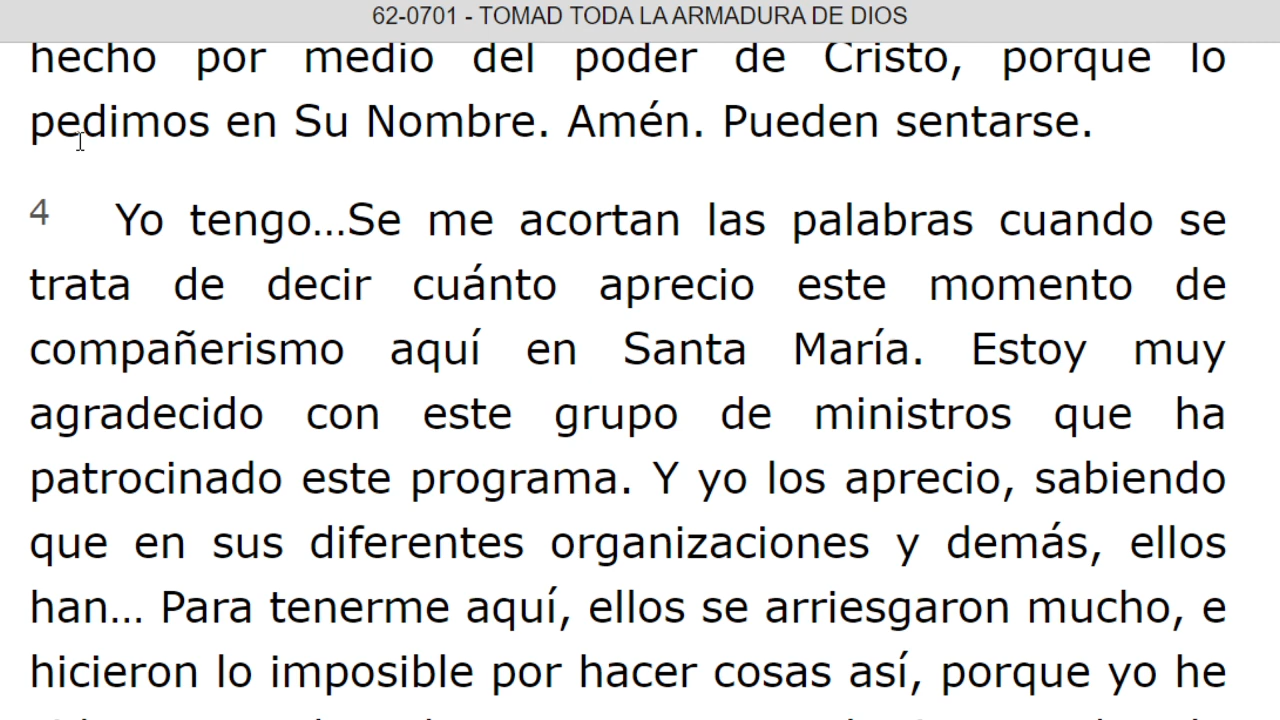 62-0701 - TOMAD TODA LA ARMADURA DE DIOS
hecho por medio del poder de Cristo, porque lo
pedimos en Su Nombre. Amén. Pueden sentarse.
4 Yo tengo...Se me acortan las palabras cuando se
trata de decir cuánto aprecio este momento de
compañerismo aquí en Santa María. Estoy muy
agradecido con este grupo de ministros que ha
patrocinado este programa. Y yo los aprecio, sabiendo
que en sus diferentes organizaciones y demás, ellos
han... Para tenerme aquí, ellos se arriesgaron mucho, e
hicieron lo imposible por hacer cosas así, porque yo he